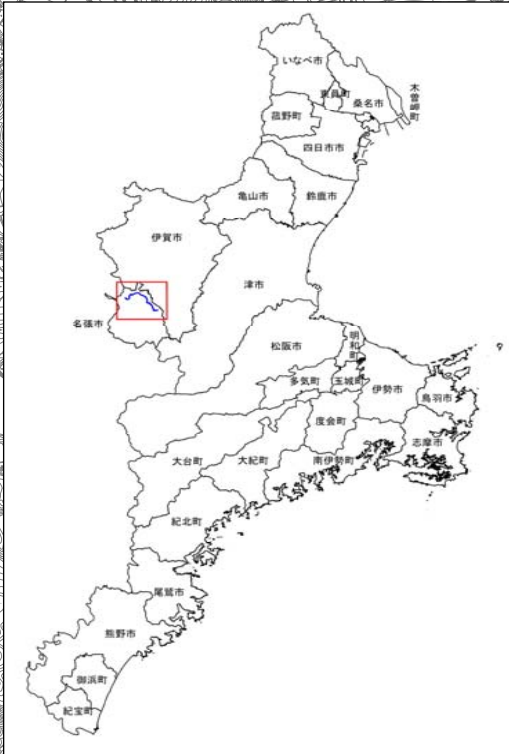 いなべ市
東員町
桑名市
木曽岬町
菰野町
四日市市
亀山市
鈴鹿市
伊賀市
津市
名張市
松阪市
明和町
多気町
玉城町
伊勢市
鳥羽市
度会町
志摩市
大台町
大紀町
南伊勢町
紀北町
尾鷲市
熊野市
御浜町
紀宝町